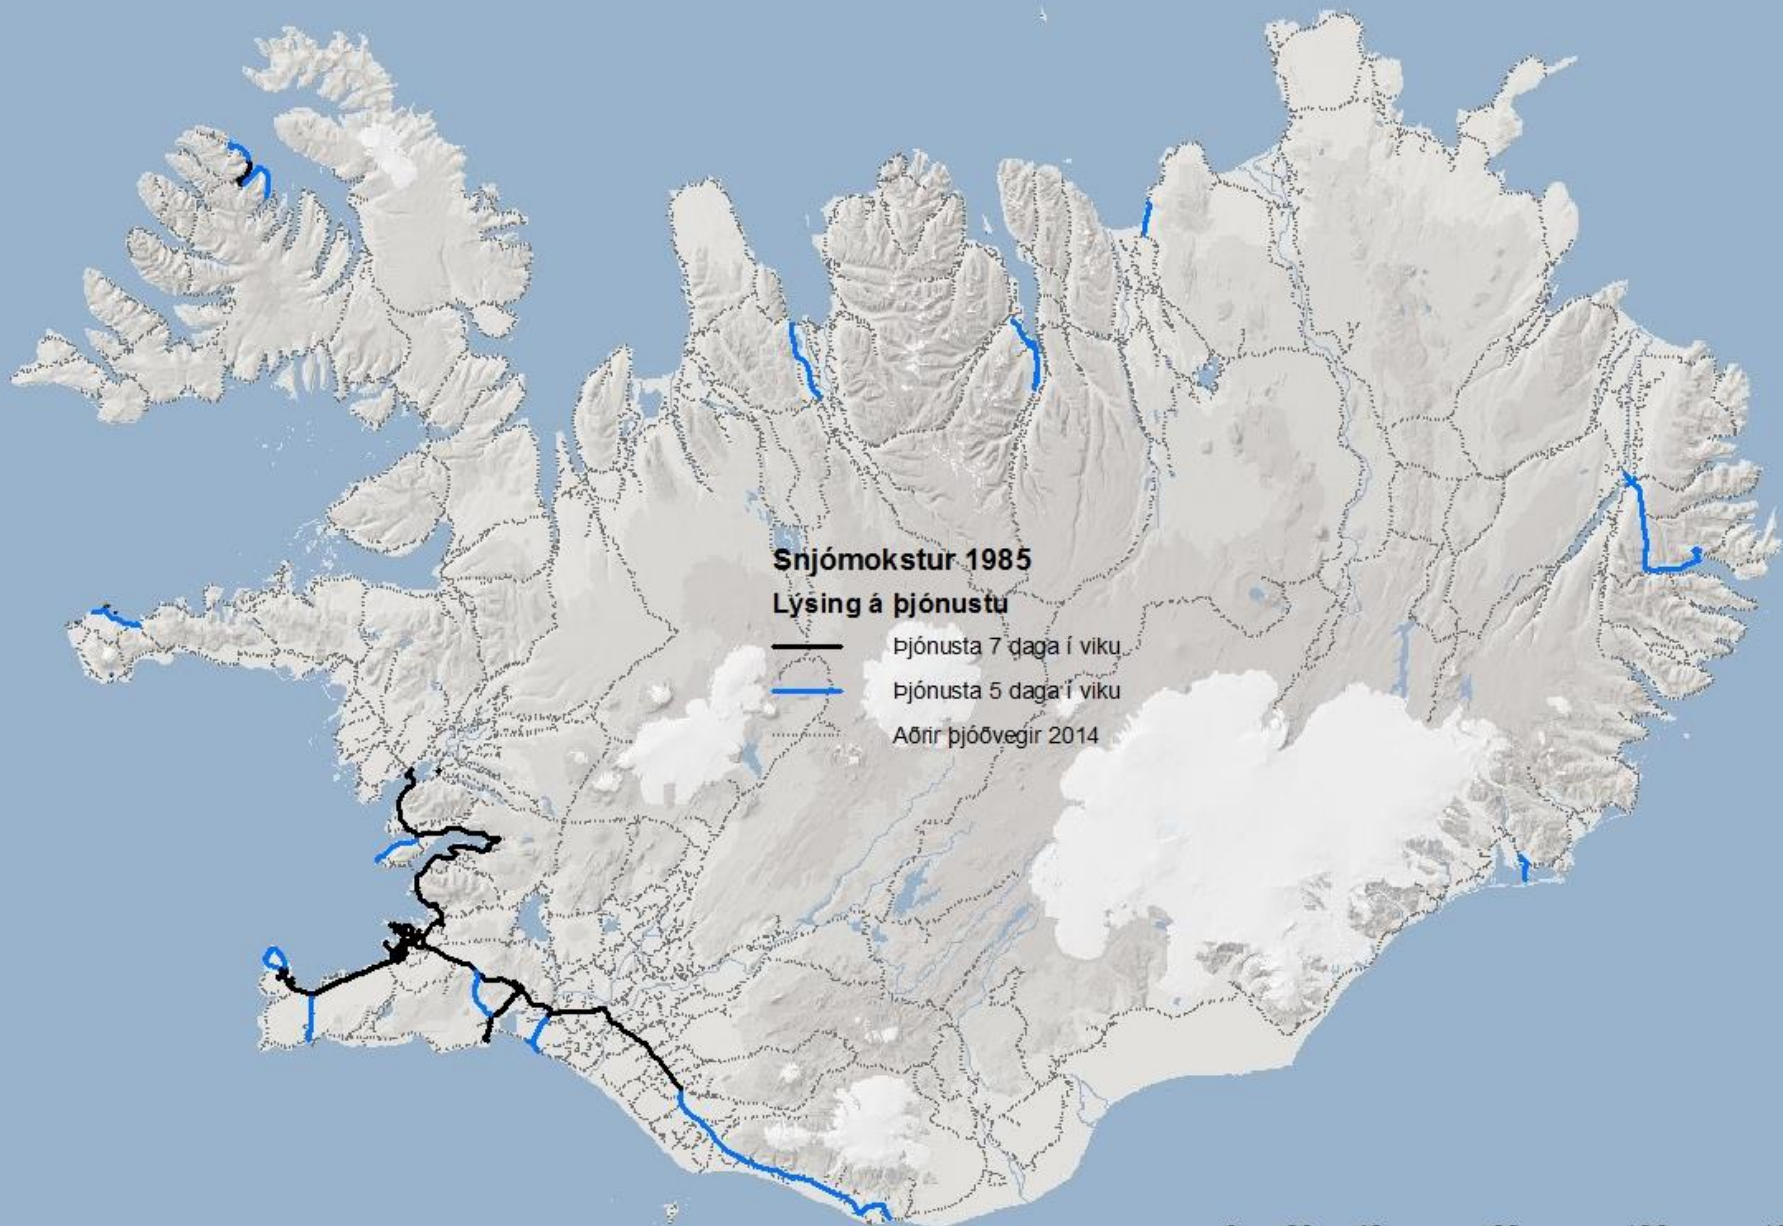 Snjómokstur 1985
Lýsing á þjónustu
Þjónusta 7 daga í viku
Þjónusta 5 daga í viku
Aðrir þjóðvegir 2014